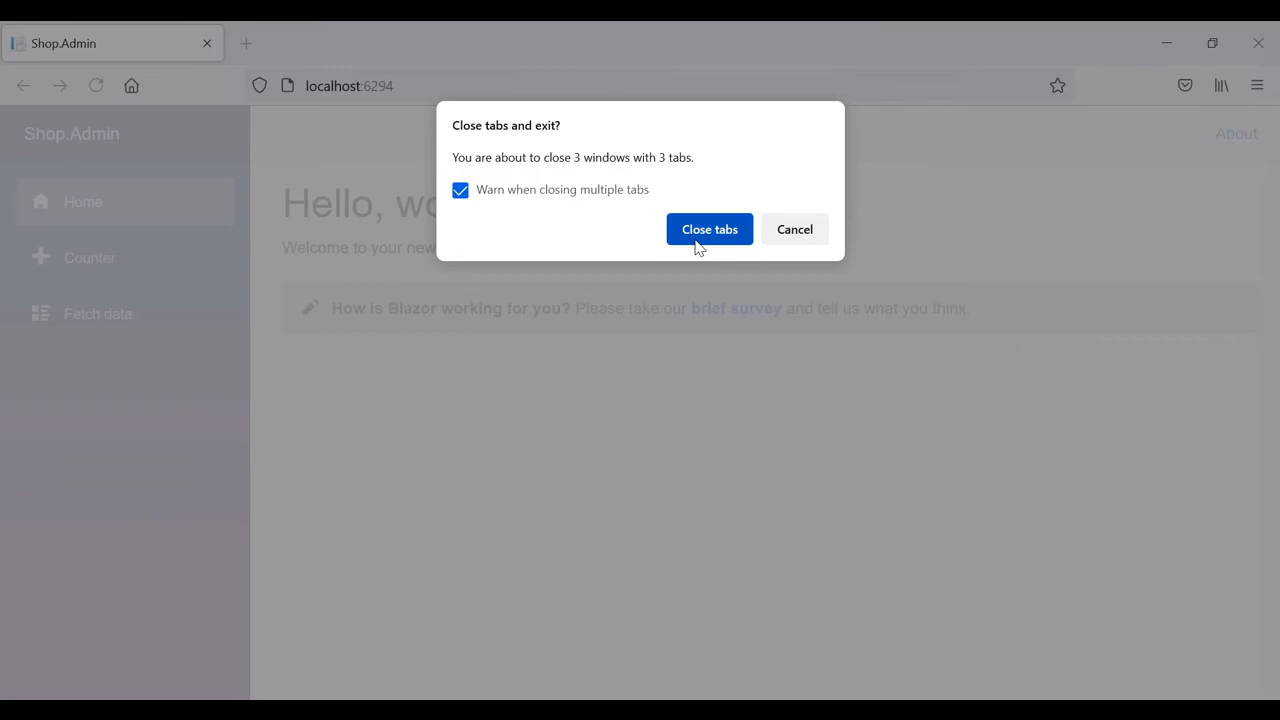 Shop.Admin
localhost:6294
Shop.Admin
About
Close tabs and exit?
You are about to close 3 windows with 3 tabs.
Warn when closing multiple tabs
Close tabs
Cancel
Home
Counter
Fetch data
Hello, wo
Welcome to your new
How is Blazor working for you? Please take our brief survey and tell us what you think.